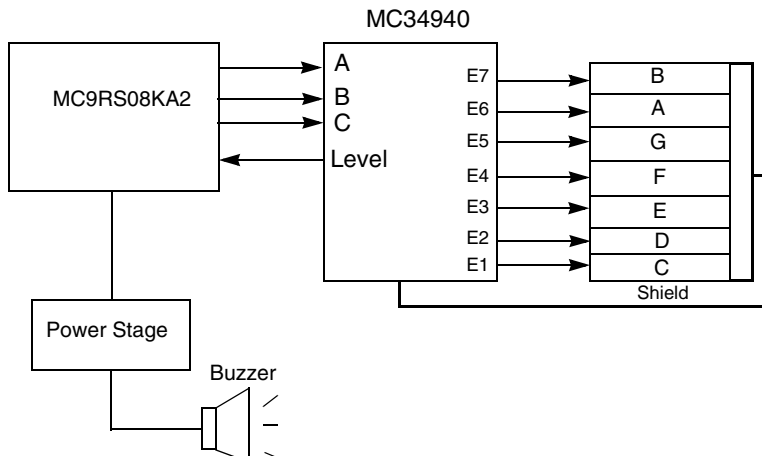 MC34940
MC9RS08KA2
A
B
C
Level
E7
E6
E5
E4
E3
E2
E1
B
A
G
F
E
D
C
Shield
Power Stage
Buzzer